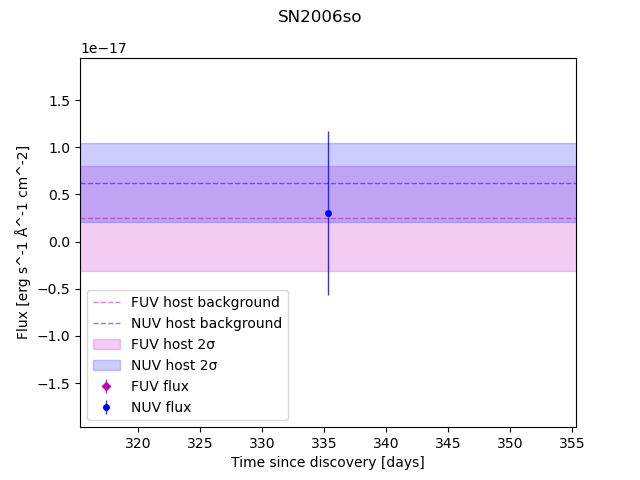 SN2006so
1e−17
1.5
1.0
0.5
0.0
−0.5
−1.0
−1.5
Flux [erg s^-1 Å^-1 cm^-2]
FUV host background
NUV host background
FUV host 2σ
NUV host 2σ
FUV flux
NUV flux
320 325 330 335 340 345 350 355
Time since discovery [days]